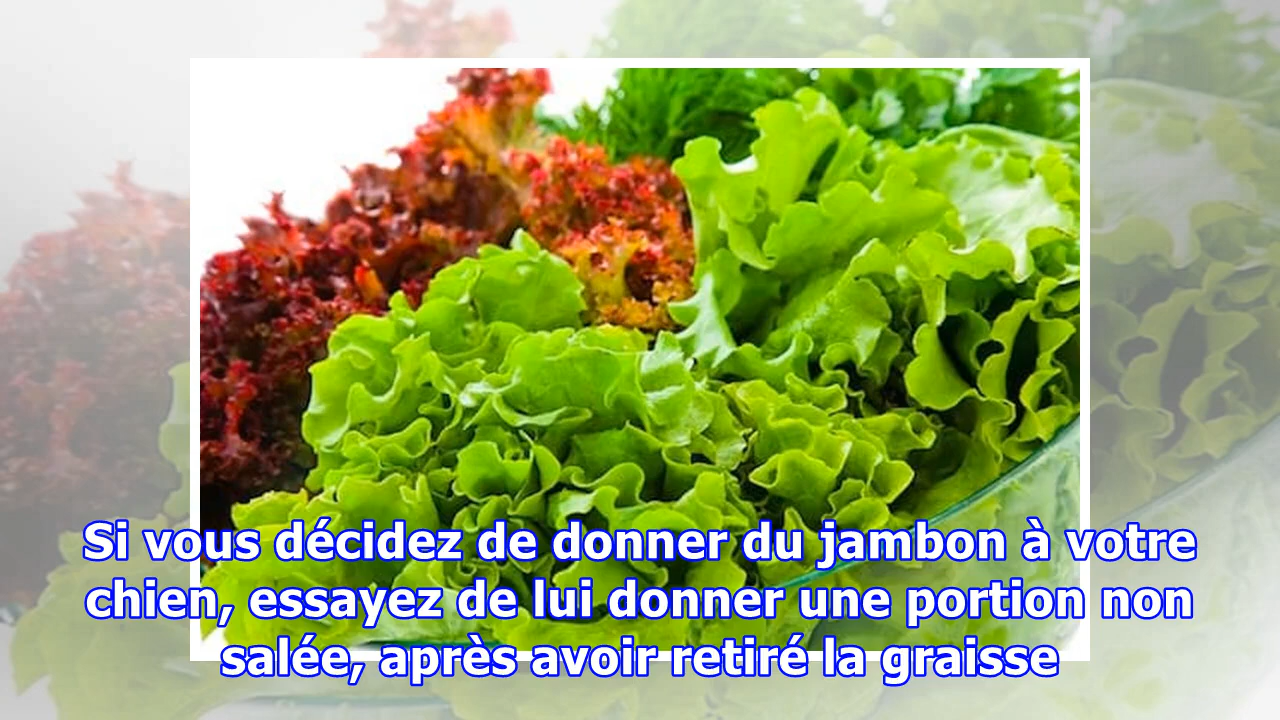 Si vous décidez de donner du jambon à votre
chien, essayez de lui donner une portion non
salée, après avoir retiré la graisse